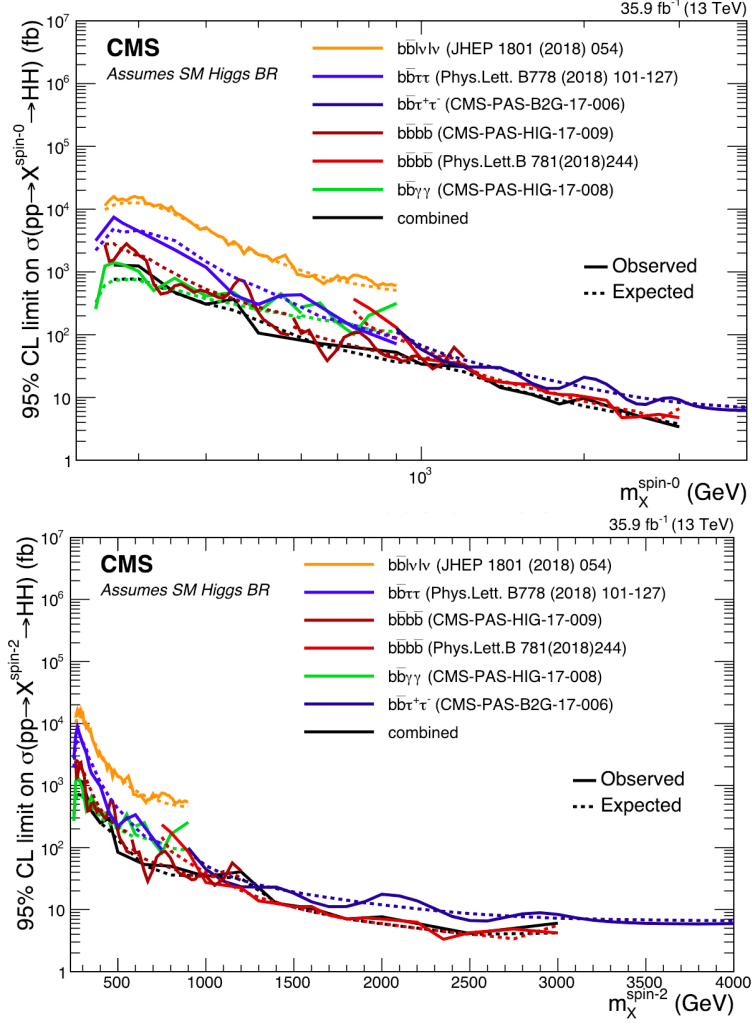 35.9 fb⁻¹ (13 TeV)
95% CL limit on σ(pp→X^spin-0→HH) (fb)
10⁷
10⁶
10⁵
10⁴
10³
10²
10
1
CMS
Assumes SM Higgs BR
bb̅lνlν (JHEP 1801 (2018) 054)
bb̅ττ (Phys.Lett. B778 (2018) 101-127)
bb̅τ⁺τ⁻ (CMS-PAS-B2G-17-006)
bb̅bb̅ (CMS-PAS-HIG-17-009)
bb̅bb̅ (Phys.Lett.B 781(2018)244)
bb̅γγ (CMS-PAS-HIG-17-008)
combined
Observed
Expected
10³
m_X^spin-0 (GeV)
35.9 fb⁻¹ (13 TeV)
95% CL limit on σ(pp→X^spin-2→HH) (fb)
10⁷
10⁶
10⁵
10⁴
10³
10²
10
1
CMS
Assumes SM Higgs BR
bb̅lνlν (JHEP 1801 (2018) 054)
bb̅ττ (Phys.Lett. B778 (2018) 101-127)
bb̅bb̅ (CMS-PAS-HIG-17-009)
bb̅bb̅ (Phys.Lett.B 781(2018)244)
bb̅γγ (CMS-PAS-HIG-17-008)
bb̅τ⁺τ⁻ (CMS-PAS-B2G-17-006)
combined
Observed
Expected
500 1000 1500 2000 2500 3000 3500 4000
m_X^spin-2 (GeV)